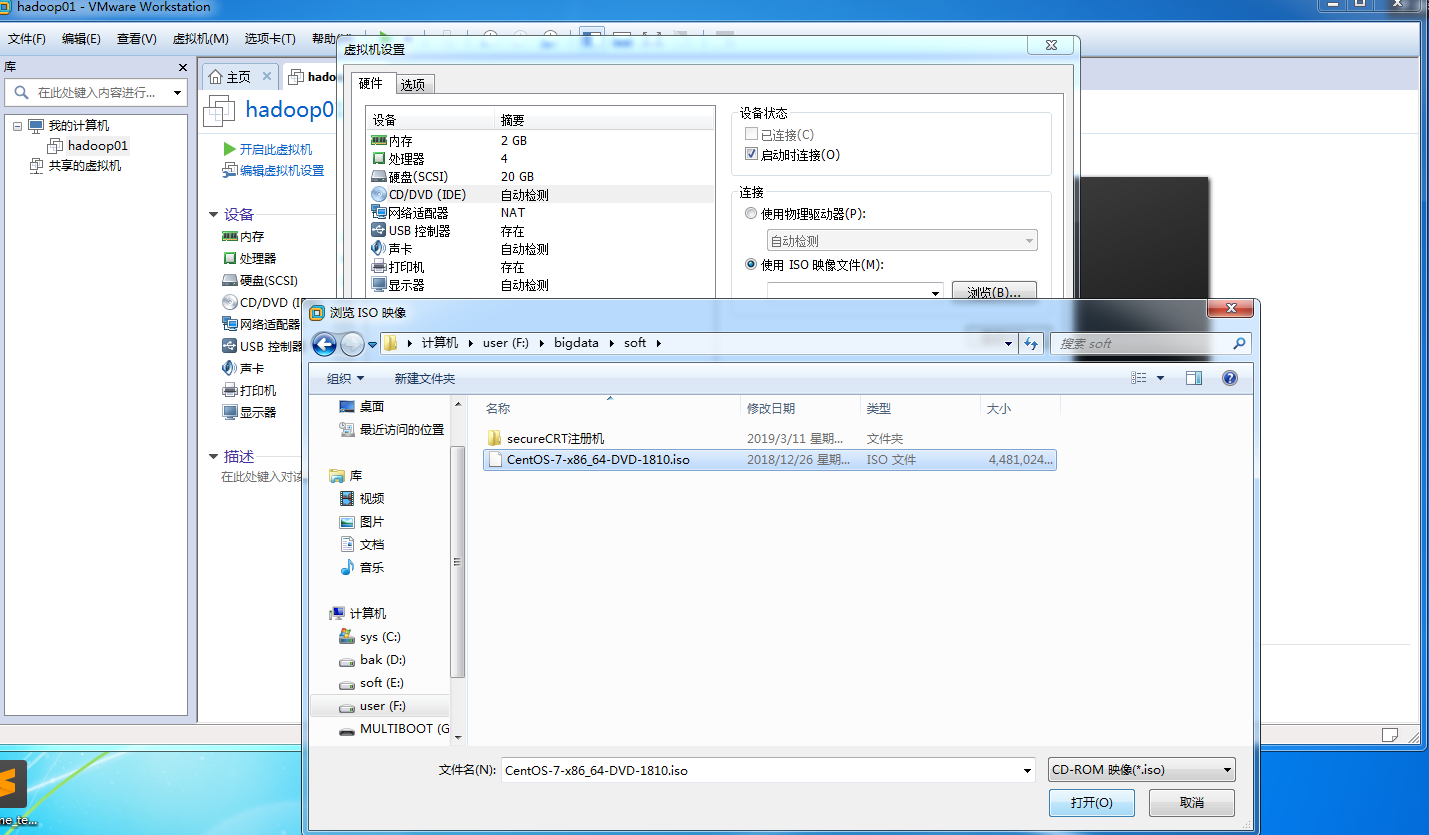 hadoop01 - VMware Workstation
文件(F) 编辑(E) 查看(V) 虚拟机(M) 选项卡(T) 帮助
库
在此处键入内容进行...
我的计算机
hadoop01
共享的虚拟机
主页
hado
hadoop0
开启此虚拟机
编辑虚拟机设置
设备
内存
处理器
硬盘(SCSI)
CD/DVD (I
网络适配器
USB 控制器
声卡
打印机
显示器
描述
在此处键入对该
虚拟机设置
硬件 选项
设备 摘要
内存 2 GB
处理器 4
硬盘(SCSI) 20 GB
CD/DVD (IDE) 自动检测
网络适配器 NAT
USB 控制器 存在
声卡 自动检测
打印机 存在
显示器 自动检测
设备状态
已连接(C)
启动时连接(O)
连接
使用物理驱动器(P):
自动检测
使用 ISO 映像文件(M):
浏览(B)...
浏览 ISO 映像
计算机 user (F:) bigdata soft
搜索 soft
组织 新建文件夹
桌面
最近访问的位置
库
视频
图片
文档
音乐
计算机
sys (C:)
bak (D:)
soft (E:)
user (F:)
MULTIBOOT (G
名称 修改日期 类型 大小
secureCRT注册机 2019/3/11 星期... 文件夹
CentOS-7-x86_64-DVD-1810.iso 2018/12/26 星期... ISO 文件 4,481,024...
文件名(N): CentOS-7-x86_64-DVD-1810.iso
CD-ROM 映像(*.iso)
打开(O) 取消
me_te...